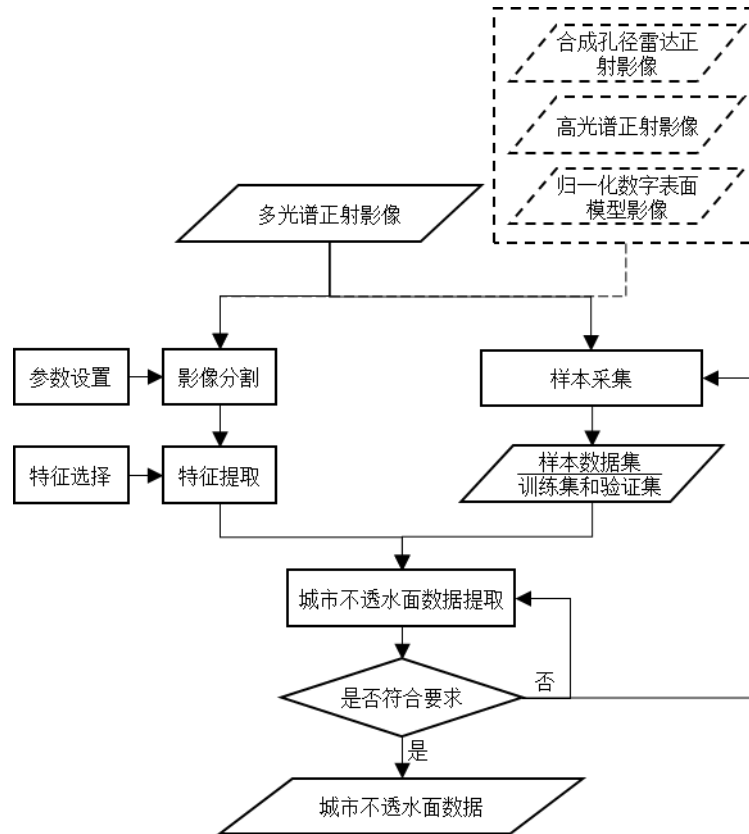 合成孔径雷达正
射影像
高光谱正射影像
归一化数字表面
模型影像
多光谱正射影像
参数设置
影像分割
样本采集
特征选择
特征提取
样本数据集
训练集和验证集
城市不透水面数据提取
是否符合要求
否
是
城市不透水面数据